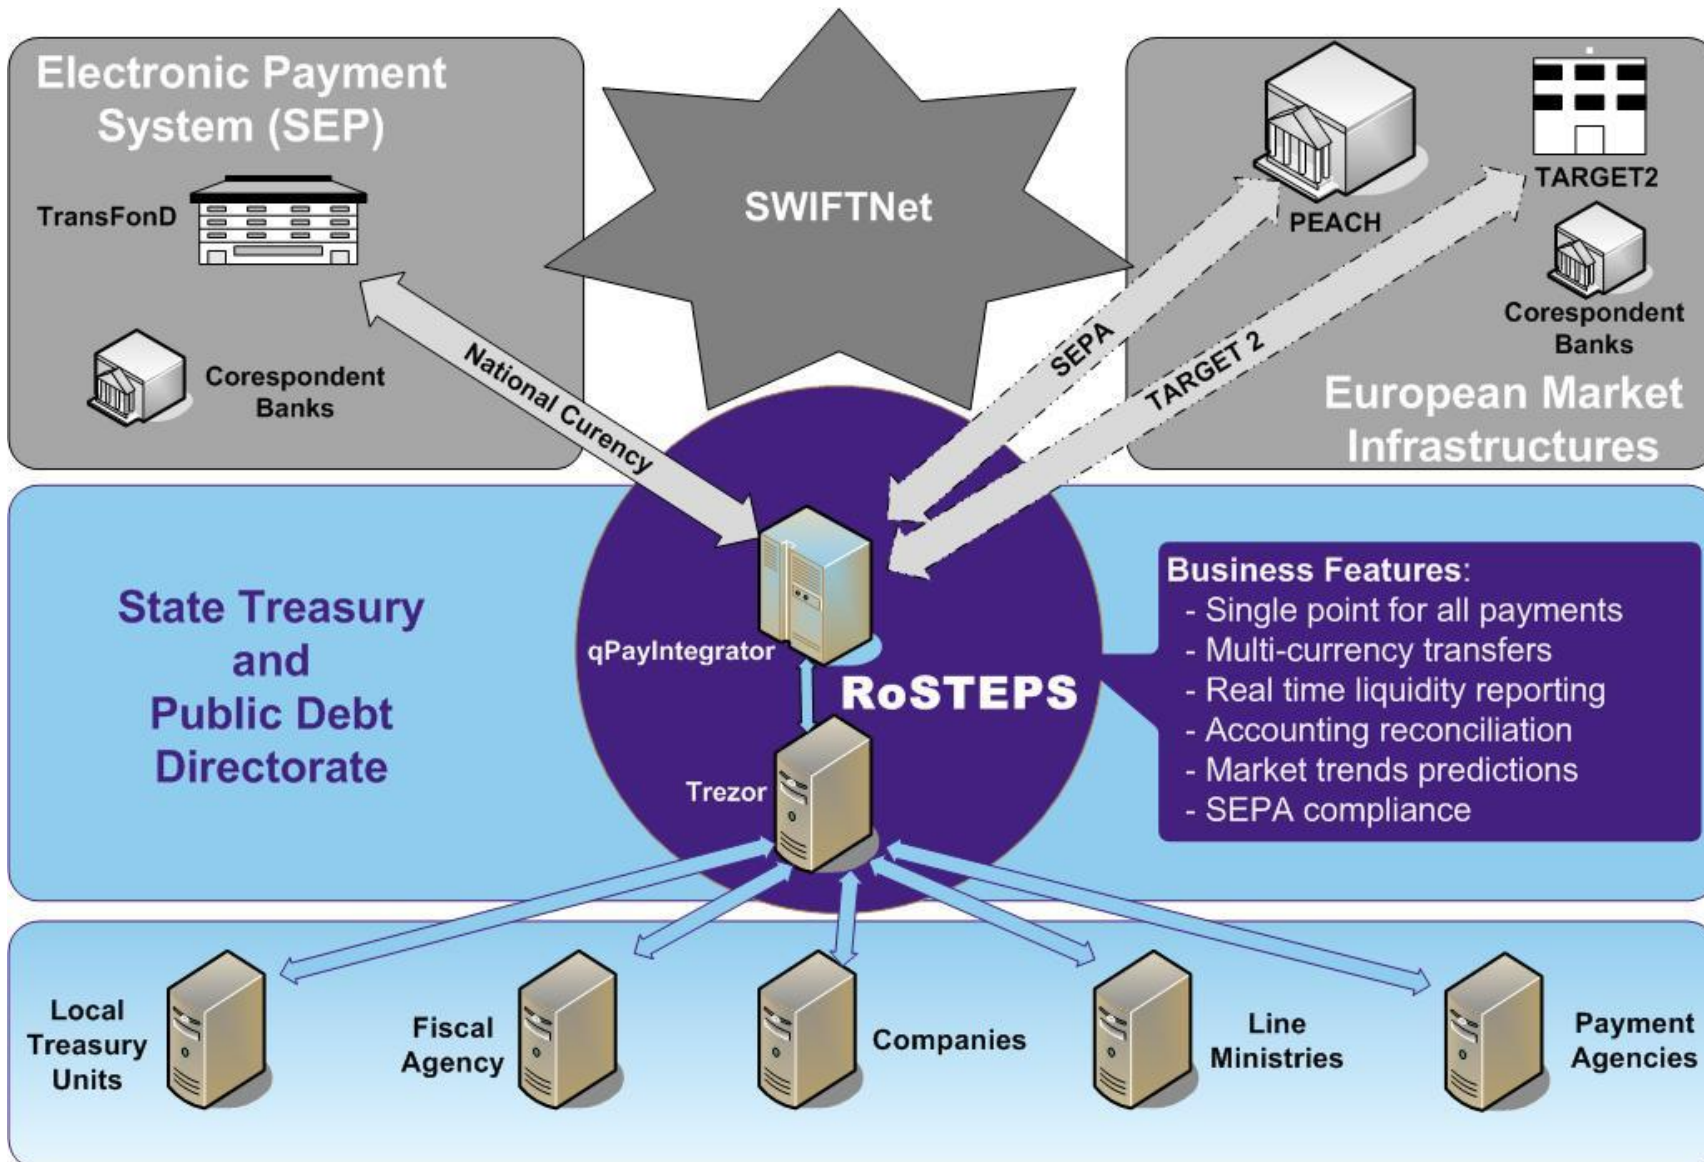 Electronic Payment
System (SEP)
TransFonD
Corespondent
Banks
National Curency
SWIFTNet
SEPA
TARGET 2
PEACH
TARGET2
Corespondent
Banks
European Market
Infrastructures
State Treasury
and
Public Debt
Directorate
qPayIntegrator
RoSTEPS
Trezor
Business Features:
- Single point for all payments
- Multi-currency transfers
- Real time liquidity reporting
- Accounting reconciliation
- Market trends predictions
- SEPA compliance
Local
Treasury
Units
Fiscal
Agency
Companies
Line
Ministries
Payment
Agencies